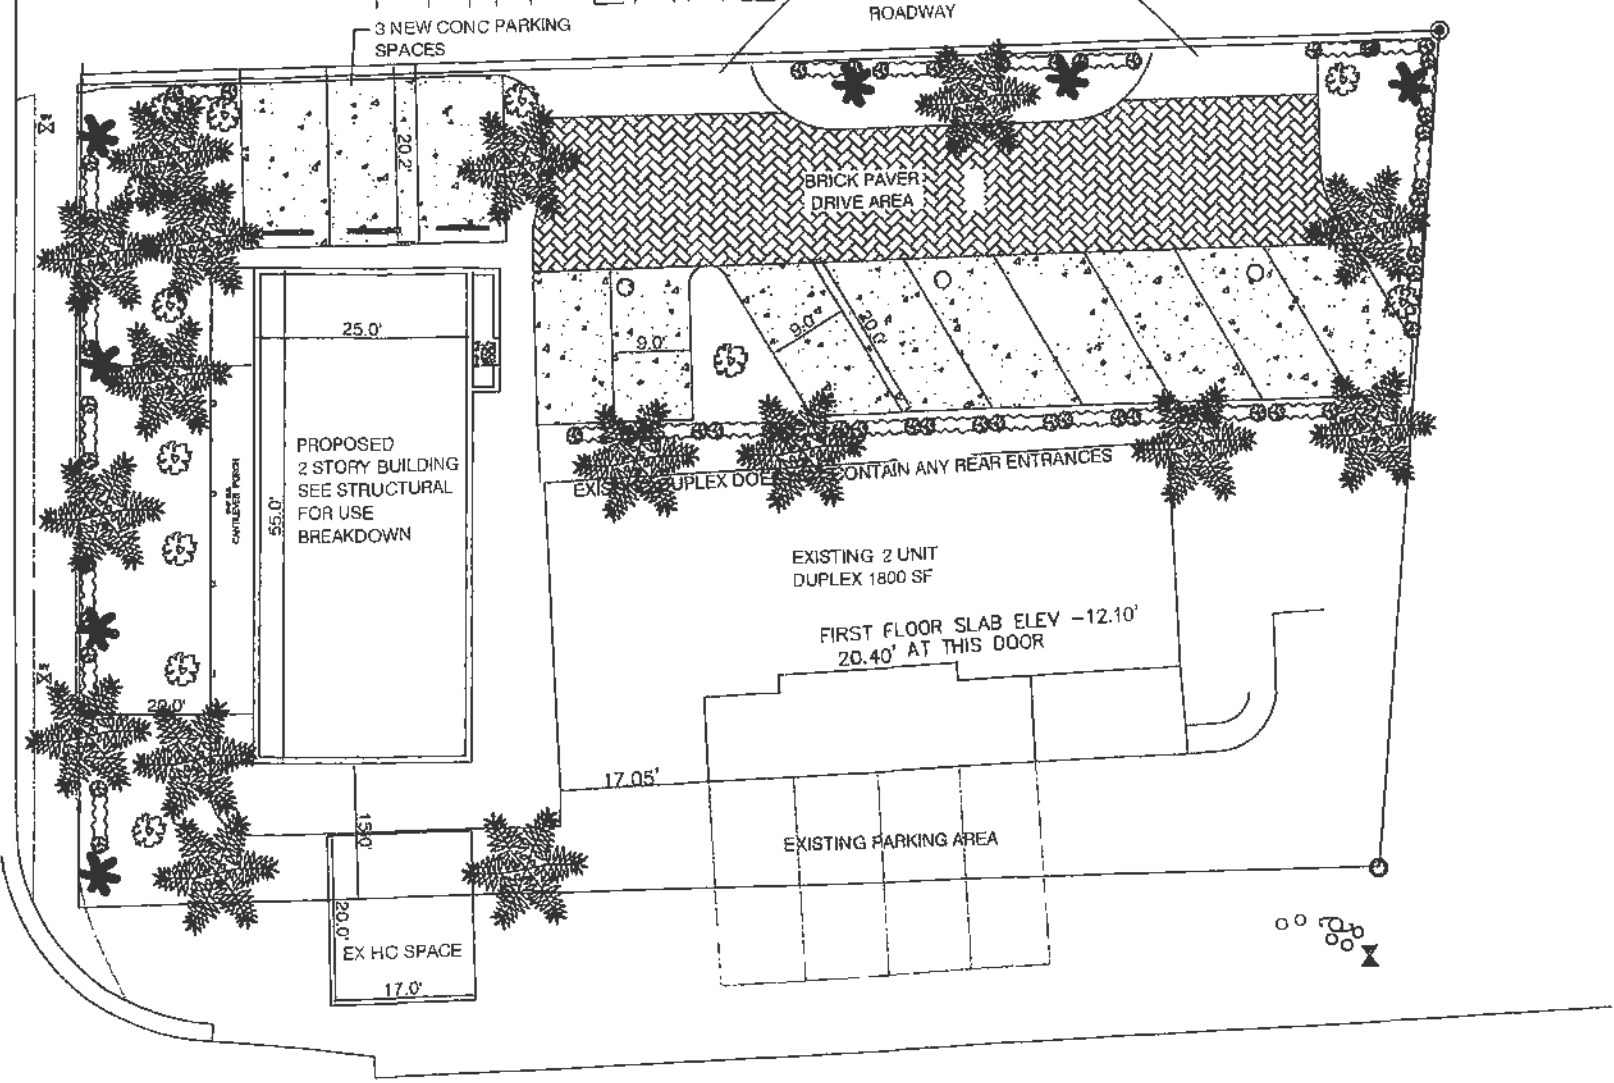 ROADWAY
3 NEW CONC PARKING
SPACES
20.2'
BRICK PAVER
DRIVE AREA
25.0'
9.0'
9.0'
20.0'
PROPOSED
2 STORY BUILDING
SEE STRUCTURAL
FOR USE
BREAKDOWN
55.0'
CANTILEVER PORCH
DUPLEX
CONTAIN ANY REAR ENTRANCES
EXISTING 2 UNIT
DUPLEX 1800 SF
FIRST FLOOR SLAB ELEV -12.10'
20.40' AT THIS DOOR
20.0'
17.05'
15.0'
EXISTING PARKING AREA
20.0'
EX HC SPACE
17.0'